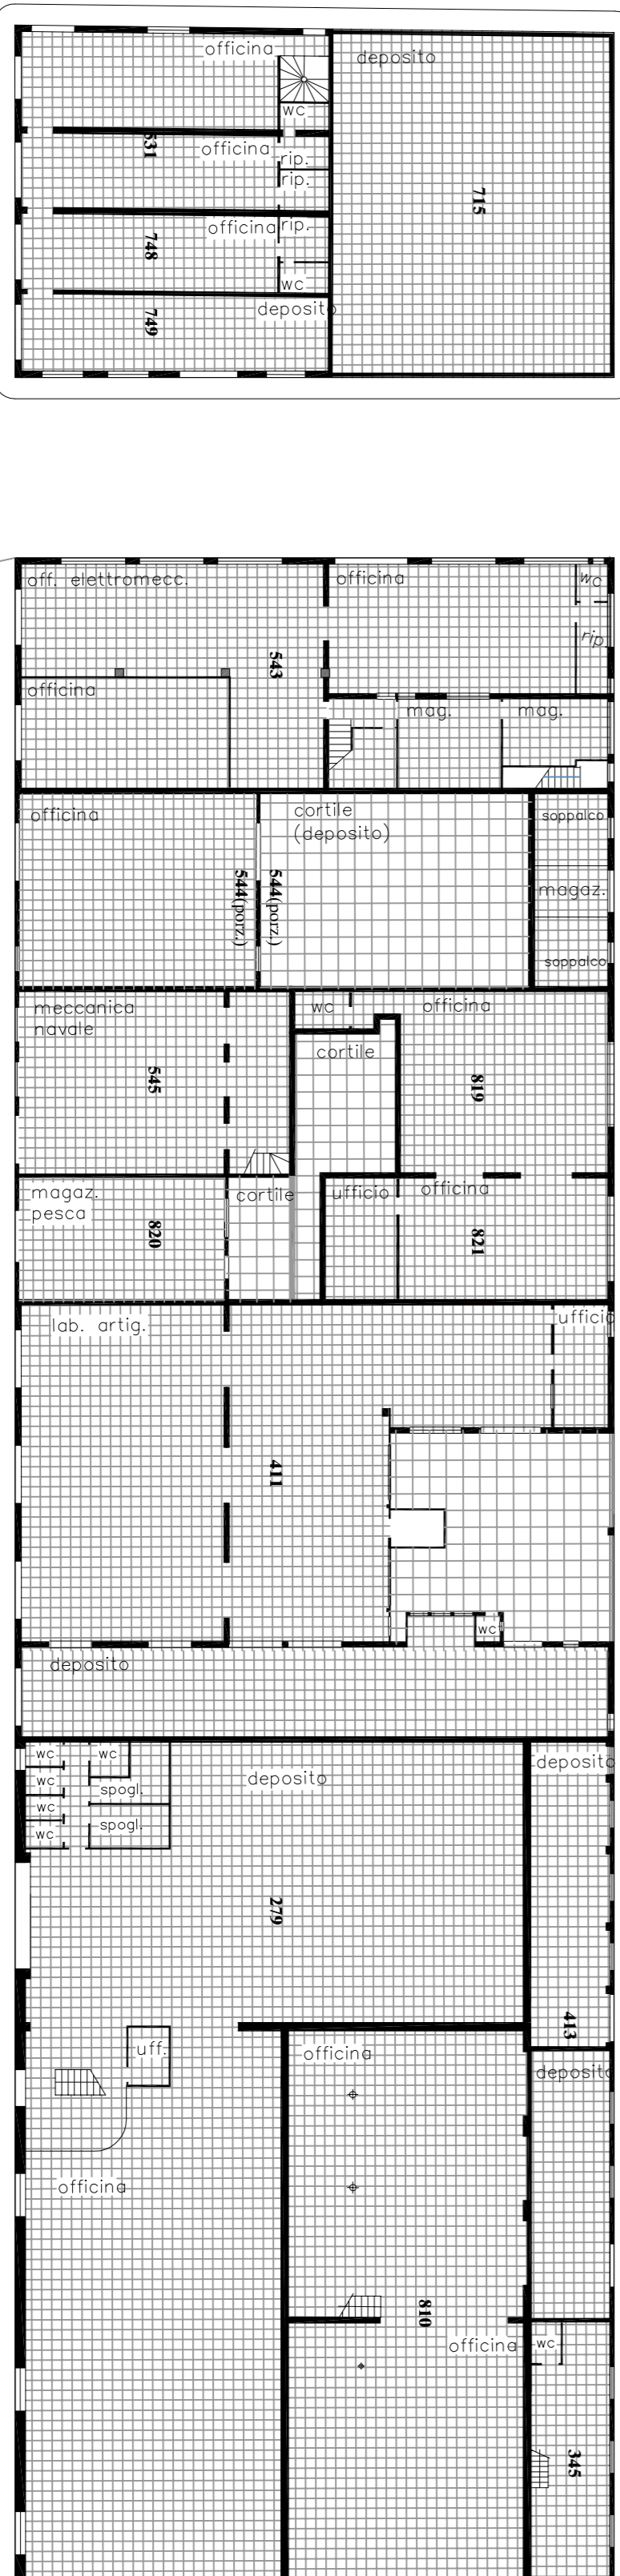 officina
deposito
wc
531
officina
rip.
rip.
715
officina
rip.
748
wc
deposito
749
off. elettromecc.
officina
wc
rip.
543
officina
mag.
mag.
officina
cortile
(deposito)
soppalco
544(porz.)
544(porz.)
magaz.
soppalco
meccanica
navale
wc
officina
cortile
545
819
magaz.
pesca
cortile
ufficio
officina
820
821
lab. artig.
ufficio
411
wc
deposito
wc
wc
deposito
deposito
wc
spogl.
wc
spogl.
wc
279
413
uff.
officina
deposito
officina
810
officina
wc
345